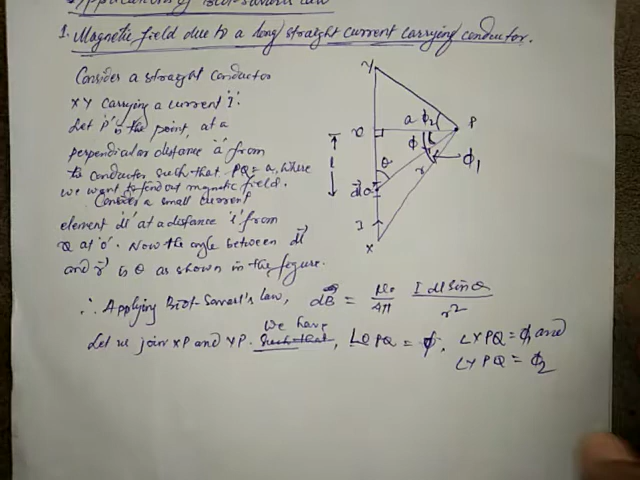 Applications of Biot-Savart law
1. Magnetic field due to a long straight current carrying conductor.
Consider a straight conductor
XY carrying a current 'I'.
Let 'P' is the point, at a
perpendicular distance 'a' from
the conductor such that PQ = a, where
we want to find out magnetic field.
Consider a small current
element dl at a distance 'l' from
Q at 'O'. Now the angle between dl
and r is θ as shown in the figure.
∴ Applying Biot-Savart's law, dB = μ₀/4π I dl sin θ/r²
we have
Let us join XP and YP. Such that, ∠OPQ = ϕ, ∠XPQ = ϕ₁ and
∠YPQ = ϕ₂
Y
a ϕ₂ P
Q
ϕ
l θ r ϕ₁
dl O
I
X